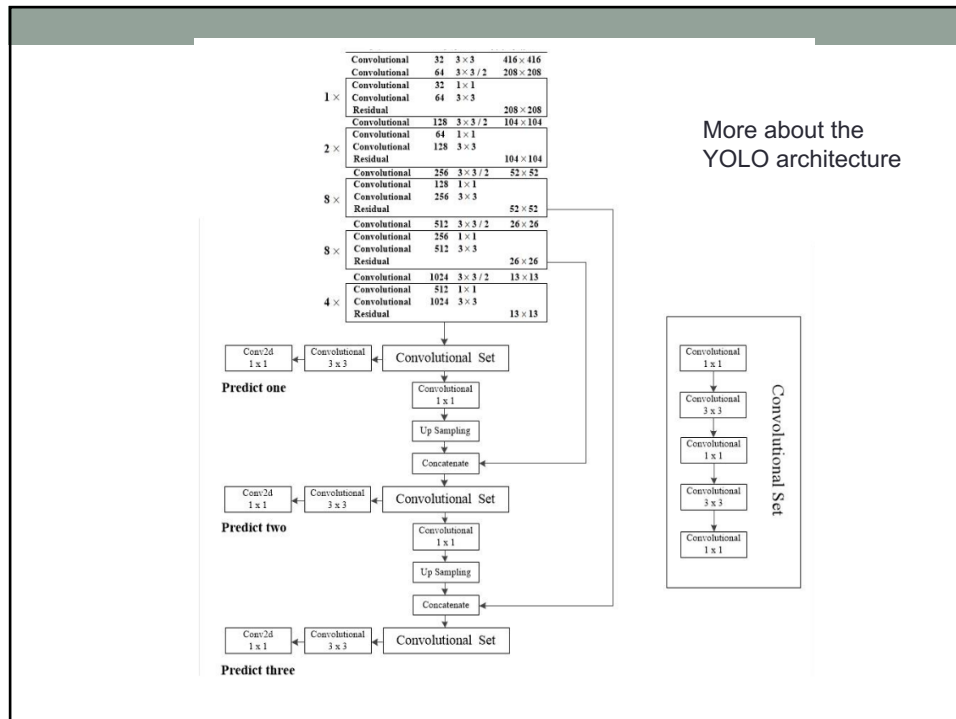 More about the
YOLO architecture
Convolutional 32 3 × 3 416 × 416
Convolutional 64 3 × 3 / 2 208 × 208
1 ×
Convolutional 32 1 × 1
Convolutional 64 3 × 3
Residual 208 × 208
Convolutional 128 3 × 3 / 2 104 × 104
2 ×
Convolutional 64 1 × 1
Convolutional 128 3 × 3
Residual 104 × 104
Convolutional 256 3 × 3 / 2 52 × 52
8 ×
Convolutional 128 1 × 1
Convolutional 256 3 × 3
Residual 52 × 52
Convolutional 512 3 × 3 / 2 26 × 26
8 ×
Convolutional 256 1 × 1
Convolutional 512 3 × 3
Residual 26 × 26
Convolutional 1024 3 × 3 / 2 13 × 13
4 ×
Convolutional 512 1 × 1
Convolutional 1024 3 × 3
Residual 13 × 13
Conv2d
1 x 1
Convolutional
3 x 3
Convolutional Set
Predict one
Convolutional
1 x 1
Up Sampling
Concatenate
Conv2d
1 x 1
Convolutional
3 x 3
Convolutional Set
Predict two
Convolutional
1 x 1
Up Sampling
Concatenate
Conv2d
1 x 1
Convolutional
3 x 3
Convolutional Set
Predict three
Convolutional
1 x 1
Convolutional
3 x 3
Convolutional
1 x 1
Convolutional
3 x 3
Convolutional
1 x 1
Convolutional Set